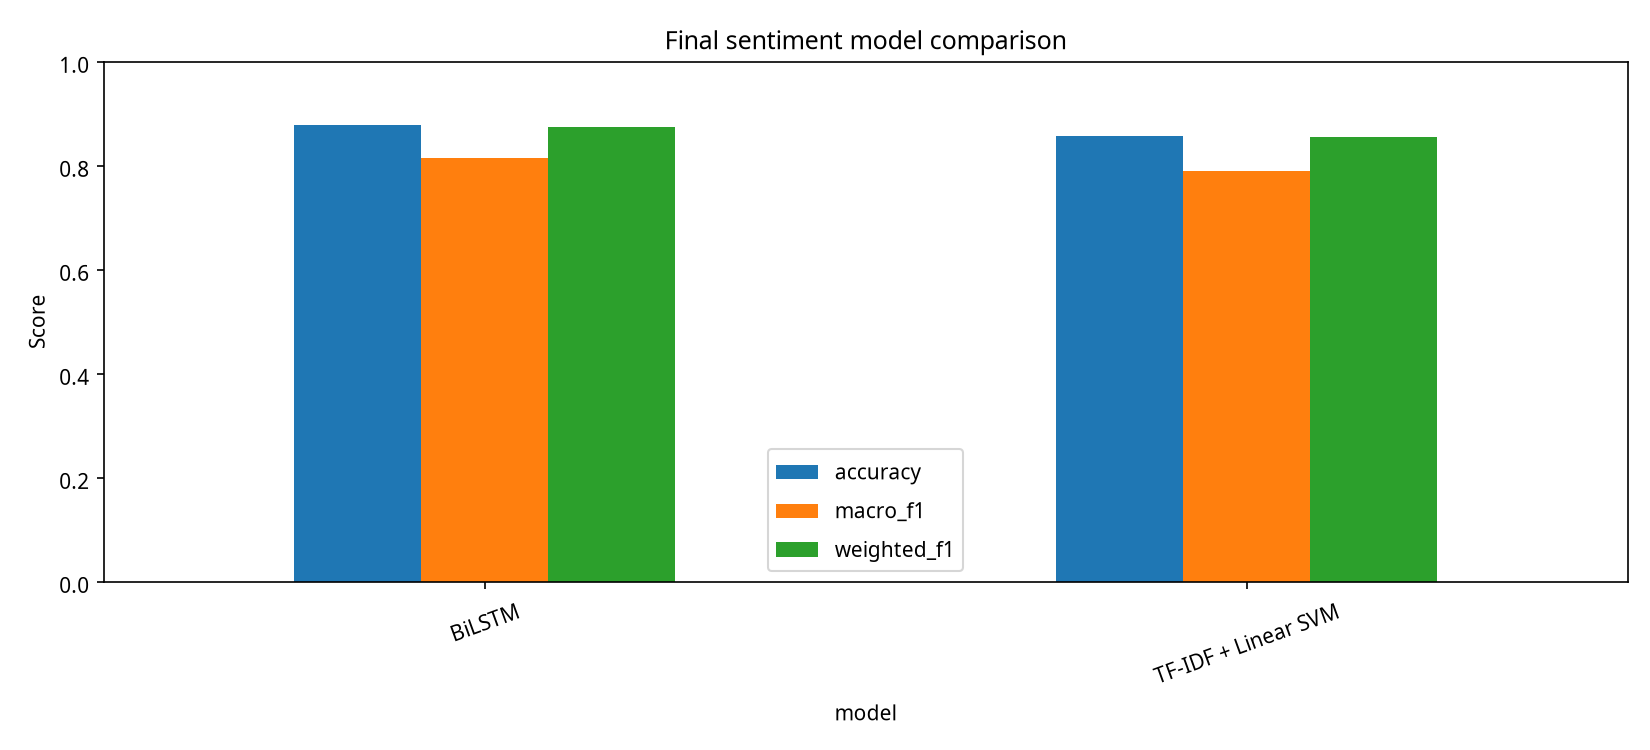 Final sentiment model comparison
1.0
0.8
0.6
0.4
0.2
0.0
Score
accuracy
macro_f1
weighted_f1
BiLSTM
TF-IDF + Linear SVM
model